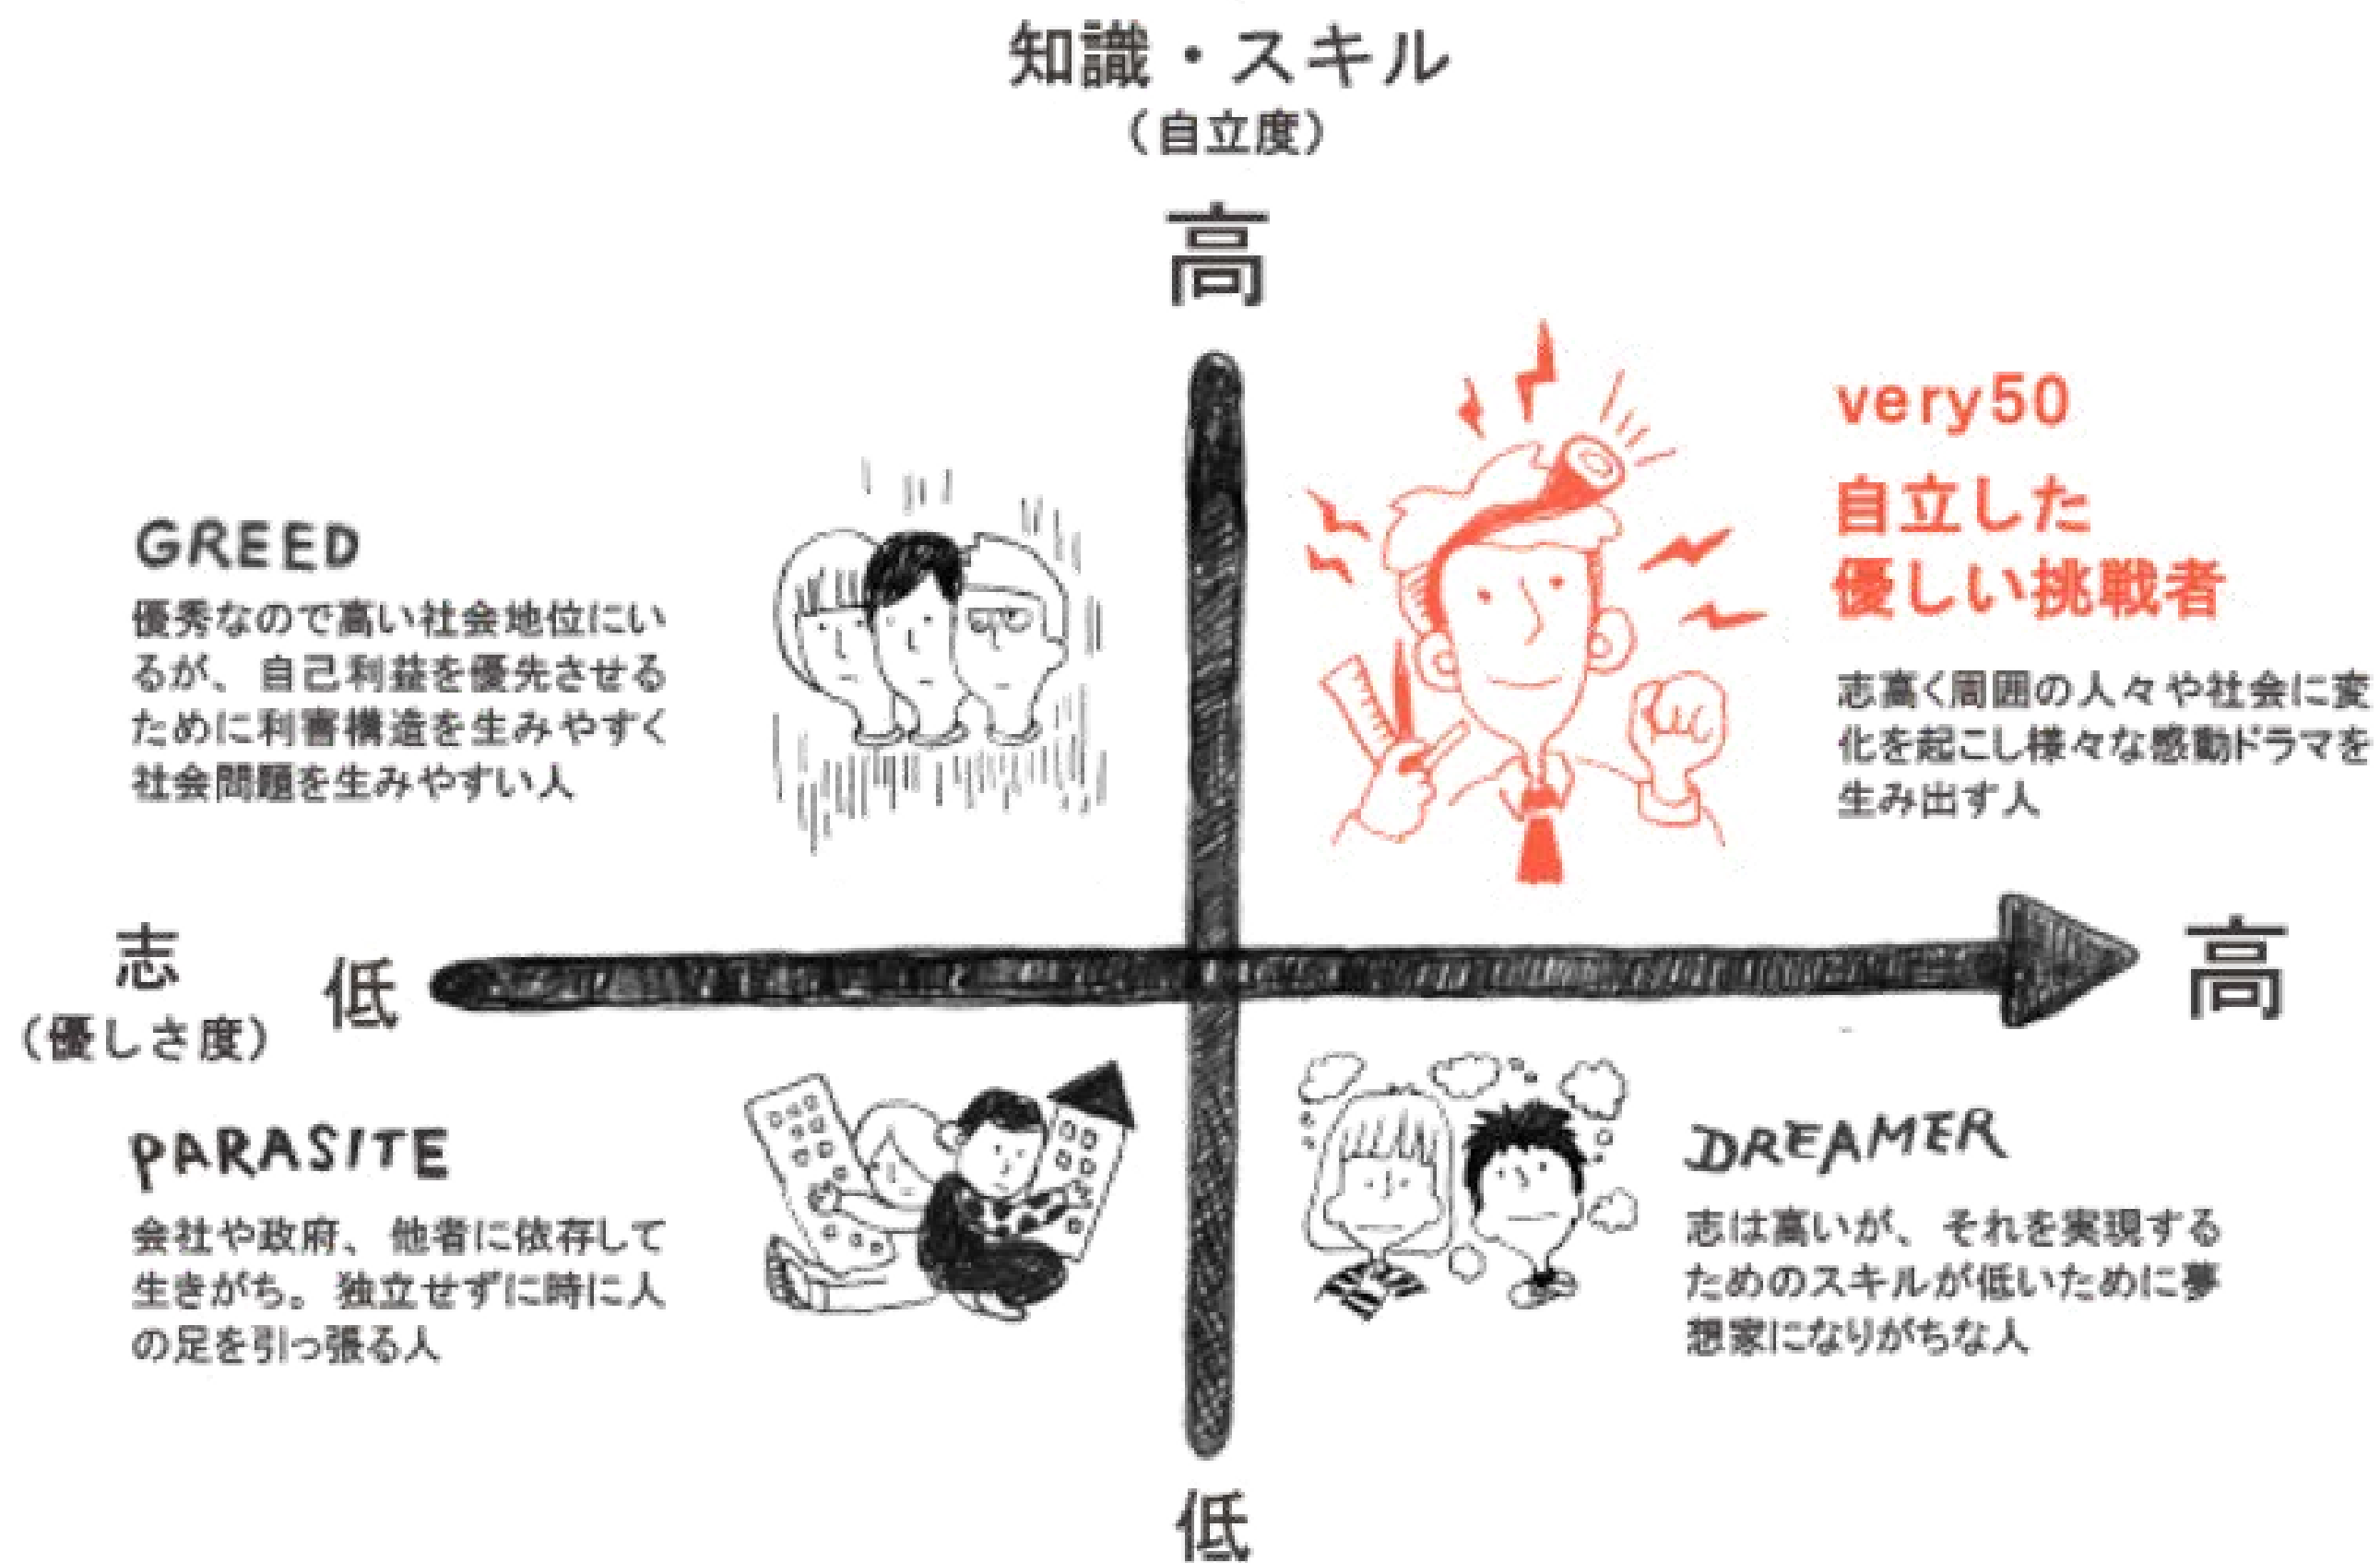 知識・スキル
（自立度）
高
very50
自立した
優しい挑戦者
志高く周囲の人々や社会に変
化を起こし様々な感動ドラマを
生み出す人
GREED
優秀なので高い社会地位にい
るが、自己利益を優先させる
ために利害構造を生みやすく
社会問題を生みやすい人
志
（優しさ度）
低
高
PARASITE
会社や政府、他者に依存して
生きがち。独立せずに時に人
の足を引っ張る人
DREAMER
志は高いが、それを実現する
ためのスキルが低いために夢
想家になりがちな人
低